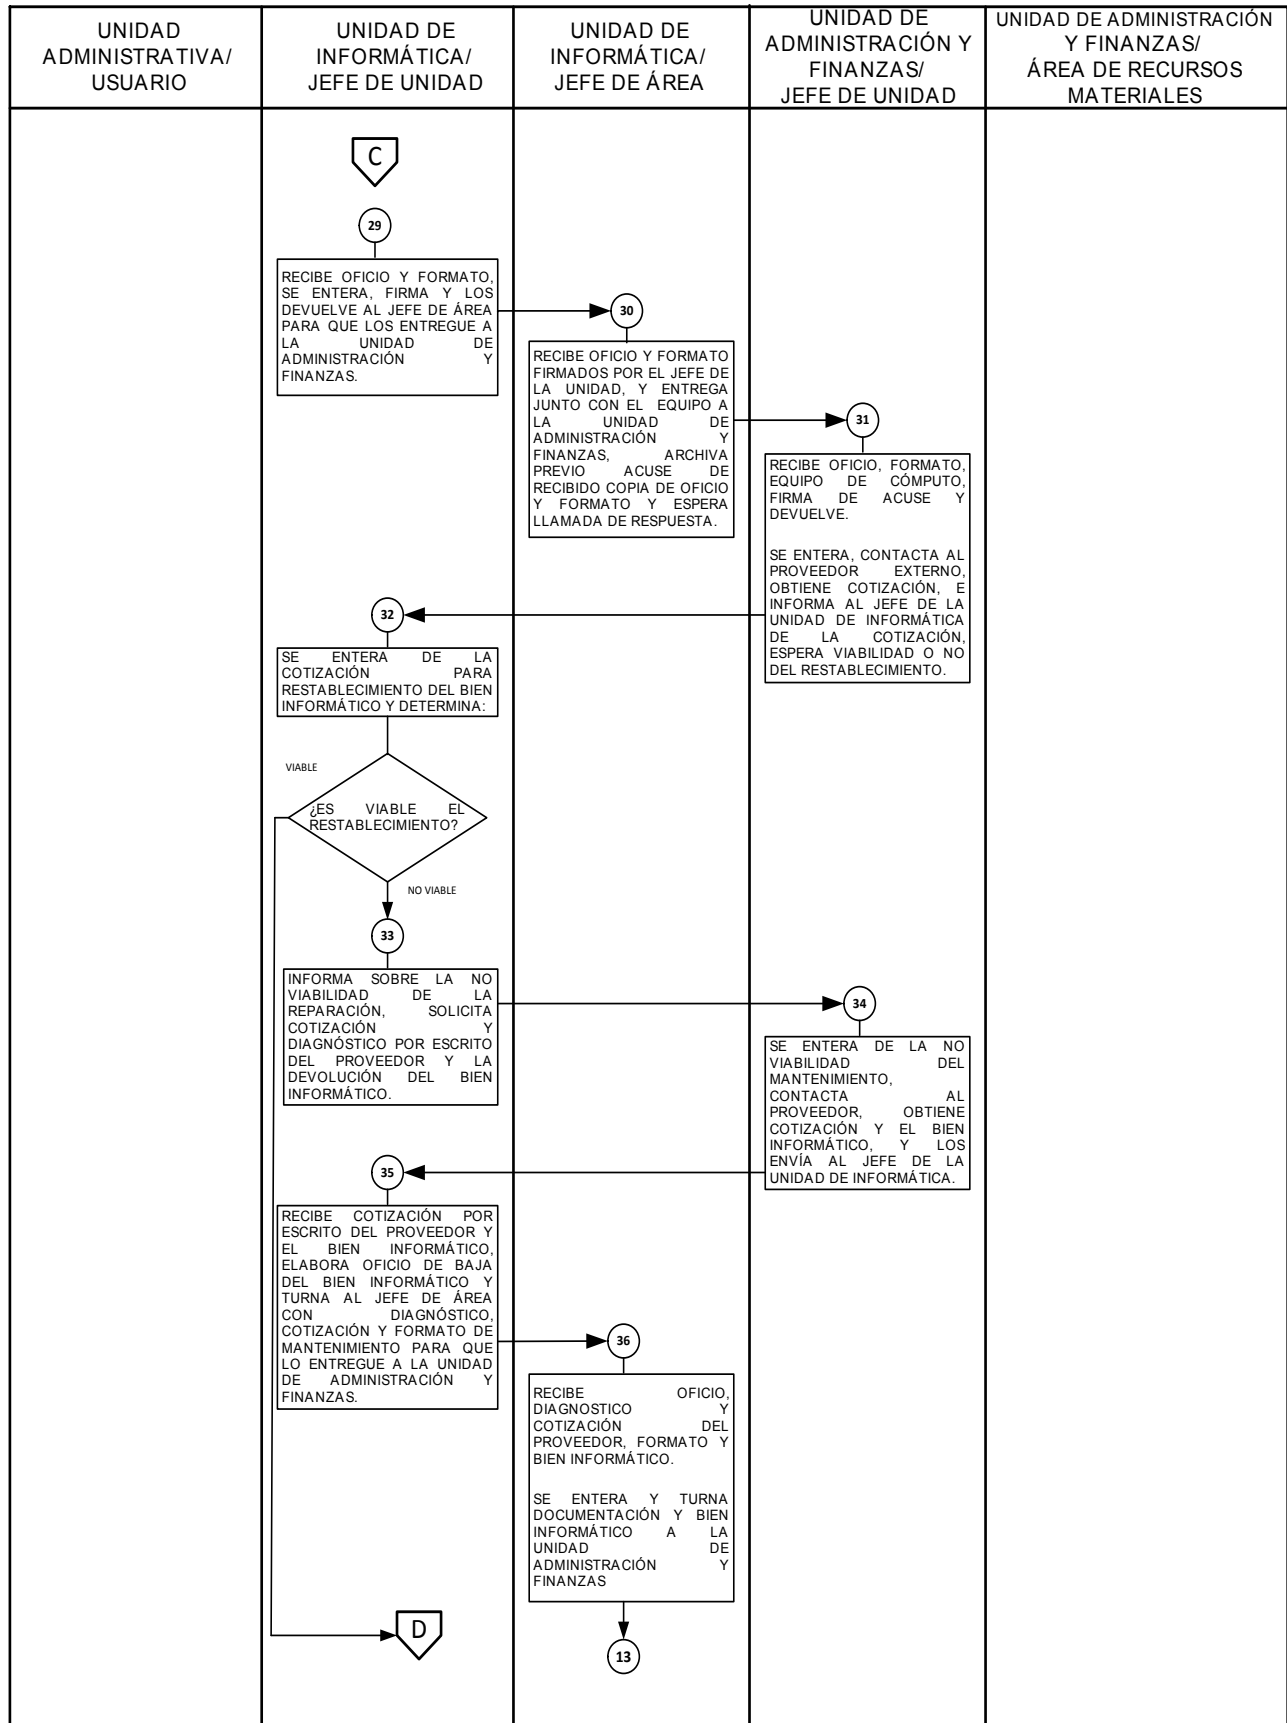 UNIDAD
ADMINISTRATIVA/
USUARIO
UNIDAD DE
INFORMÁTICA/
JEFE DE UNIDAD
UNIDAD DE
INFORMÁTICA/
JEFE DE ÁREA
UNIDAD DE
ADMINISTRACIÓN Y
FINANZAS/
JEFE DE UNIDAD
UNIDAD DE ADMINISTRACIÓN
Y FINANZAS/
ÁREA DE RECURSOS
MATERIALES
C
29
RECIBE OFICIO Y FORMATO,
SE ENTERA, FIRMA Y LOS
DEVUELVE AL JEFE DE ÁREA
PARA QUE LOS ENTREGUE A
LA UNIDAD DE
ADMINISTRACIÓN Y
FINANZAS.
30
RECIBE OFICIO Y FORMATO
FIRMADOS POR EL JEFE DE
LA UNIDAD, Y ENTREGA
JUNTO CON EL EQUIPO A
LA UNIDAD DE
ADMINISTRACIÓN Y
FINANZAS, ARCHIVA
PREVIO ACUSE DE
RECIBIDO COPIA DE OFICIO
Y FORMATO Y ESPERA
LLAMADA DE RESPUESTA.
31
RECIBE OFICIO, FORMATO,
EQUIPO DE CÓMPUTO,
FIRMA DE ACUSE Y
DEVUELVE.
SE ENTERA, CONTACTA AL
PROVEEDOR EXTERNO,
OBTIENE COTIZACIÓN, E
INFORMA AL JEFE DE LA
UNIDAD DE INFORMÁTICA
DE LA COTIZACIÓN,
ESPERA VIABILIDAD O NO
DEL RESTABLECIMIENTO.
32
SE ENTERA DE LA
COTIZACIÓN PARA
RESTABLECIMIENTO DEL BIEN
INFORMÁTICO Y DETERMINA:
VIABLE
¿ES VIABLE EL
RESTABLECIMIENTO?
NO VIABLE
33
INFORMA SOBRE LA NO
VIABILIDAD DE LA
REPARACIÓN, SOLICITA
COTIZACIÓN Y
DIAGNÓSTICO POR ESCRITO
DEL PROVEEDOR Y LA
DEVOLUCIÓN DEL BIEN
INFORMÁTICO.
34
SE ENTERA DE LA NO
VIABILIDAD DEL
MANTENIMIENTO,
CONTACTA AL
PROVEEDOR, OBTIENE
COTIZACIÓN Y EL BIEN
INFORMÁTICO, Y LOS
ENVÍA AL JEFE DE LA
UNIDAD DE INFORMÁTICA.
35
RECIBE COTIZACIÓN POR
ESCRITO DEL PROVEEDOR Y
EL BIEN INFORMÁTICO,
ELABORA OFICIO DE BAJA
DEL BIEN INFORMÁTICO Y
TURNA AL JEFE DE ÁREA
CON DIAGNÓSTICO,
COTIZACIÓN Y FORMATO DE
MANTENIMIENTO PARA QUE
LO ENTREGUE A LA UNIDAD
DE ADMINISTRACIÓN Y
FINANZAS.
36
RECIBE OFICIO,
DIAGNOSTICO Y
COTIZACIÓN DEL
PROVEEDOR, FORMATO Y
BIEN INFORMÁTICO.
SE ENTERA Y TURNA
DOCUMENTACIÓN Y BIEN
INFORMÁTICO A LA
UNIDAD DE
ADMINISTRACIÓN Y
FINANZAS
D
13